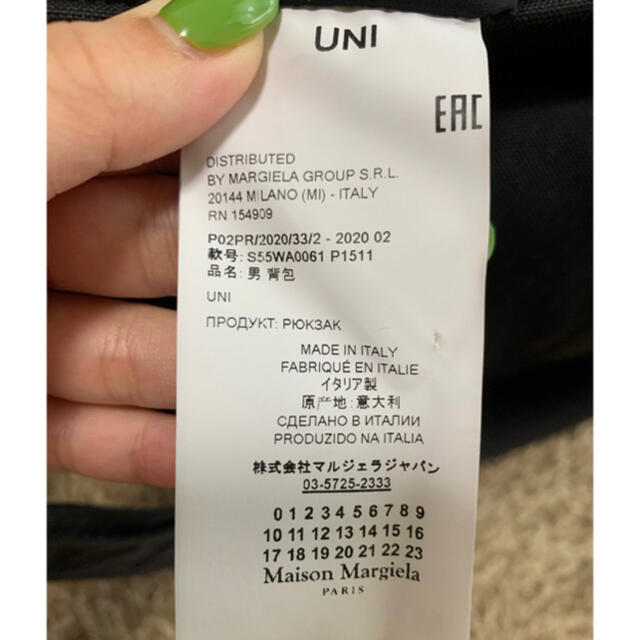 UNI
EAC
DISTRIBUTED
BY MARGIELA GROUP S.R.L.
20144 MILANO (MI) - ITALY
RN 154909
P02PR/2020/33/2 - 2020 02
款号: S55WA0061 P1511
品名: 男 背包
UNI
ПРОДУКТ: РЮКЗАК
MADE IN ITALY
FABRIQUÉ EN ITALIE
イタリア製
原产地: 意大利
СДЕЛАНО В ИТАЛИИ
PRODUZIDO NA ITALIA
株式会社マルジェラジャパン
03-5725-2333
0 1 2 3 4 5 6 7 8 9
10 11 12 13 14 15 16
17 18 19 20 21 22 23
Maison Margiela
PARIS